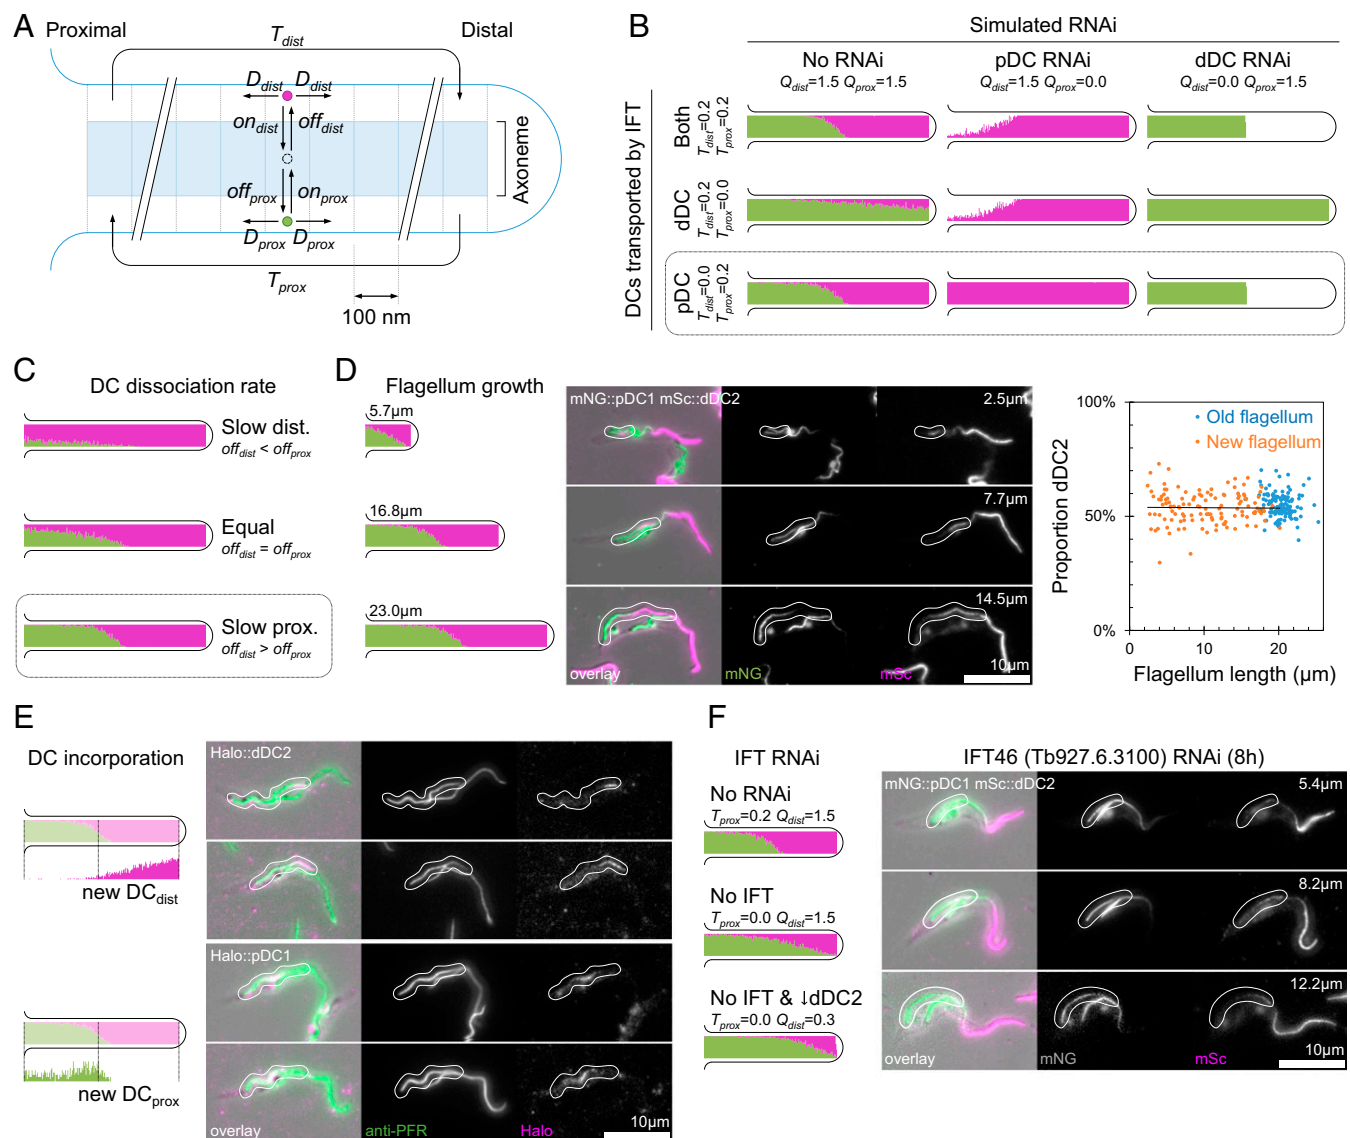 A
Proximal
Distal
T_dist
D_dist D_dist
on_dist off_dist
off_prox on_prox
D_prox D_prox
T_prox
Axoneme
100 nm
B
Simulated RNAi
No RNAi
Q_dist=1.5 Q_prox=1.5
pDC RNAi
Q_dist=1.5 Q_prox=0.0
dDC RNAi
Q_dist=0.0 Q_prox=1.5
DCs transported by IFT
Both
T_dist=0.2
T_prox=0.2
dDC
T_dist=0.2
T_prox=0.0
pDC
T_dist=0.0
T_prox=0.2
C
DC dissociation rate
Slow dist.
off_dist < off_prox
Equal
off_dist = off_prox
Slow prox.
off_dist > off_prox
D
Flagellum growth
5.7µm
16.8µm
23.0µm
mNG::pDC1 mSc::dDC2
2.5µm
7.7µm
14.5µm
overlay
mNG
mSc
10µm
100%
50%
0%
Proportion dDC2
Old flagellum
New flagellum
0 10 20
Flagellum length (µm)
E
DC incorporation
new DC_dist
new DC_prox
Halo::dDC2
Halo::pDC1
overlay
anti-PFR
Halo
10µm
F
IFT RNAi
No RNAi
T_prox=0.2 Q_dist=1.5
No IFT
T_prox=0.0 Q_dist=1.5
No IFT & ↓dDC2
T_prox=0.0 Q_dist=0.3
IFT46 (Tb927.6.3100) RNAi (8h)
mNG::pDC1 mSc::dDC2
5.4µm
8.2µm
12.2µm
overlay
mNG
mSc
10µm